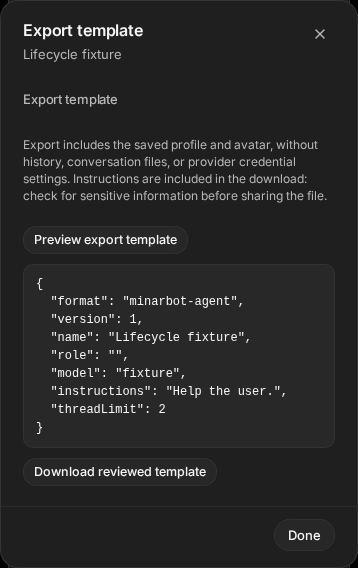 Export template
Lifecycle fixture
Export template
Export includes the saved profile and avatar, without
history, conversation files, or provider credential
settings. Instructions are included in the download:
check for sensitive information before sharing the file.
Preview export template
{
  "format": "minarbot-agent",
  "version": 1,
  "name": "Lifecycle fixture",
  "role": "",
  "model": "fixture",
  "instructions": "Help the user.",
  "threadLimit": 2
}
Download reviewed template
Done